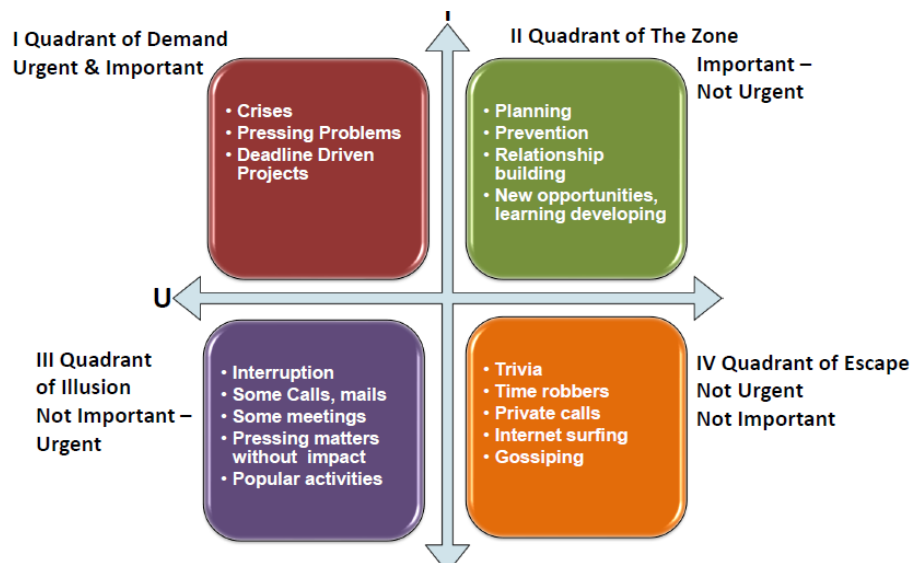 I
I Quadrant of Demand
Urgent & Important
II Quadrant of The Zone
Important –
Not Urgent
• Crises
• Pressing Problems
• Deadline Driven
Projects
• Planning
• Prevention
• Relationship
building
• New opportunities,
learning developing
U
III Quadrant
of Illusion
Not Important –
Urgent
• Interruption
• Some Calls, mails
• Some meetings
• Pressing matters
without impact
• Popular activities
• Trivia
• Time robbers
• Private calls
• Internet surfing
• Gossiping
IV Quadrant of Escape
Not Urgent
Not Important